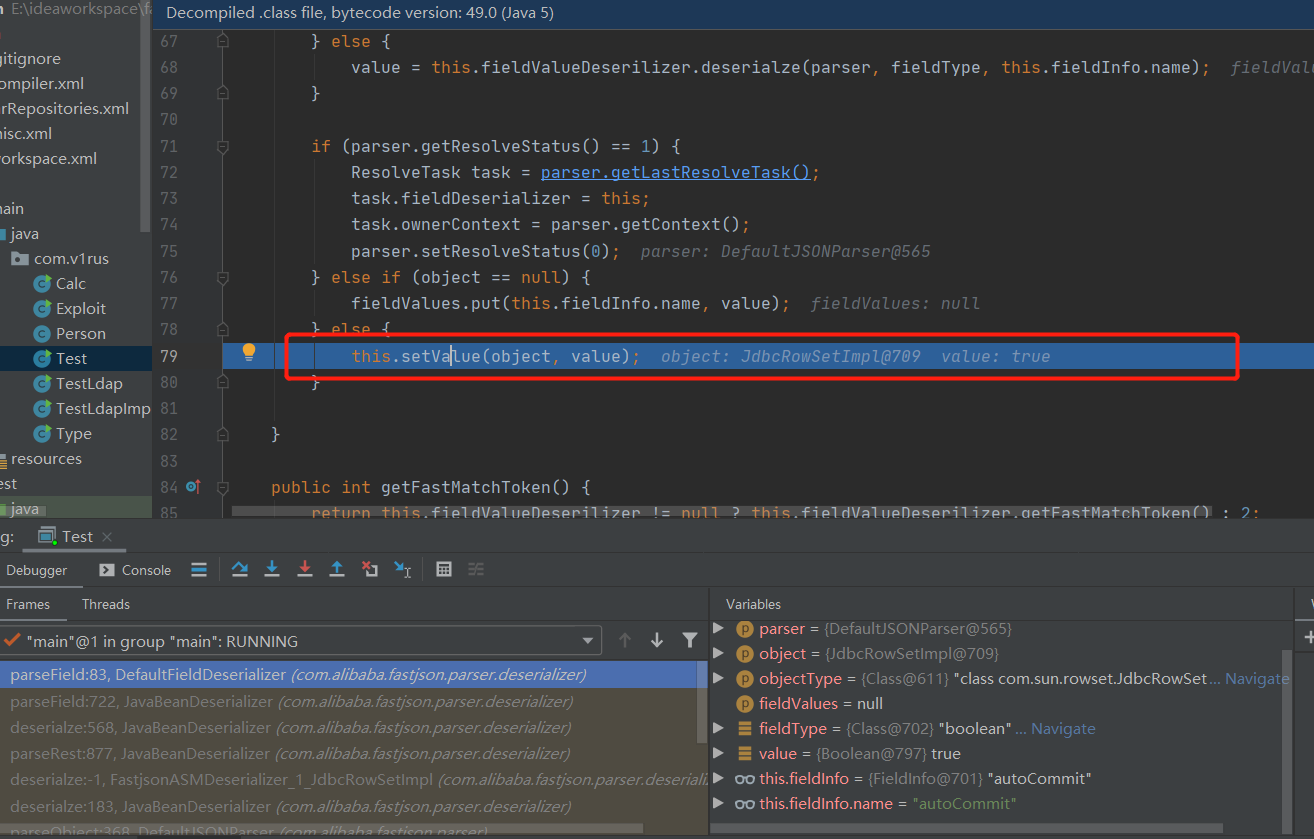 E:\ideaworkspace\fa
Decompiled .class file, bytecode version: 49.0 (Java 5)
gitignore
compiler.xml
arRepositories.xml
misc.xml
workspace.xml
main
java
com.v1rus
Calc
Exploit
Person
Test
TestLdap
TestLdapImp
Type
resources
est
java
67 } else {
68 value = this.fieldValueDeserilizer.deserialze(parser, fieldType, this.fieldInfo.name); fieldValu
69 }
70
71 if (parser.getResolveStatus() == 1) {
72 ResolveTask task = parser.getLastResolveTask();
73 task.fieldDeserializer = this;
74 task.ownerContext = parser.getContext();
75 parser.setResolveStatus(0); parser: DefaultJSONParser@565
76 } else if (object == null) {
77 fieldValues.put(this.fieldInfo.name, value); fieldValues: null
78 } else {
79 this.setValue(object, value); object: JdbcRowSetImpl@709 value: true
80 }
81
82 }
83
84 public int getFastMatchToken() {
85 return this.fieldValueDeserilizer != null ? this.fieldValueDeserilizer.getFastMatchToken() : 2;
g: Test
Debugger Console
Frames Threads
"main"@1 in group "main": RUNNING
parseField:83, DefaultFieldDeserializer (com.alibaba.fastjson.parser.deserializer)
parseField:722, JavaBeanDeserializer (com.alibaba.fastjson.parser.deserializer)
deserialze:568, JavaBeanDeserializer (com.alibaba.fastjson.parser.deserializer)
parseRest:877, JavaBeanDeserializer (com.alibaba.fastjson.parser.deserializer)
deserialze:-1, FastjsonASMDeserializer_1_JdbcRowSetImpl (com.alibaba.fastjson.parser.deseriali
deserialze:183, JavaBeanDeserializer (com.alibaba.fastjson.parser.deserializer)
parseObject:368, DefaultJSONParser (com.alibaba.fastjson.parser)
Variables
parser = {DefaultJSONParser@565}
object = {JdbcRowSetImpl@709}
objectType = {Class@611} "class com.sun.rowset.JdbcRowSet... Navigate
fieldValues = null
fieldType = {Class@702} "boolean" ... Navigate
value = {Boolean@797} true
this.fieldInfo = {FieldInfo@701} "autoCommit"
this.fieldInfo.name = "autoCommit"